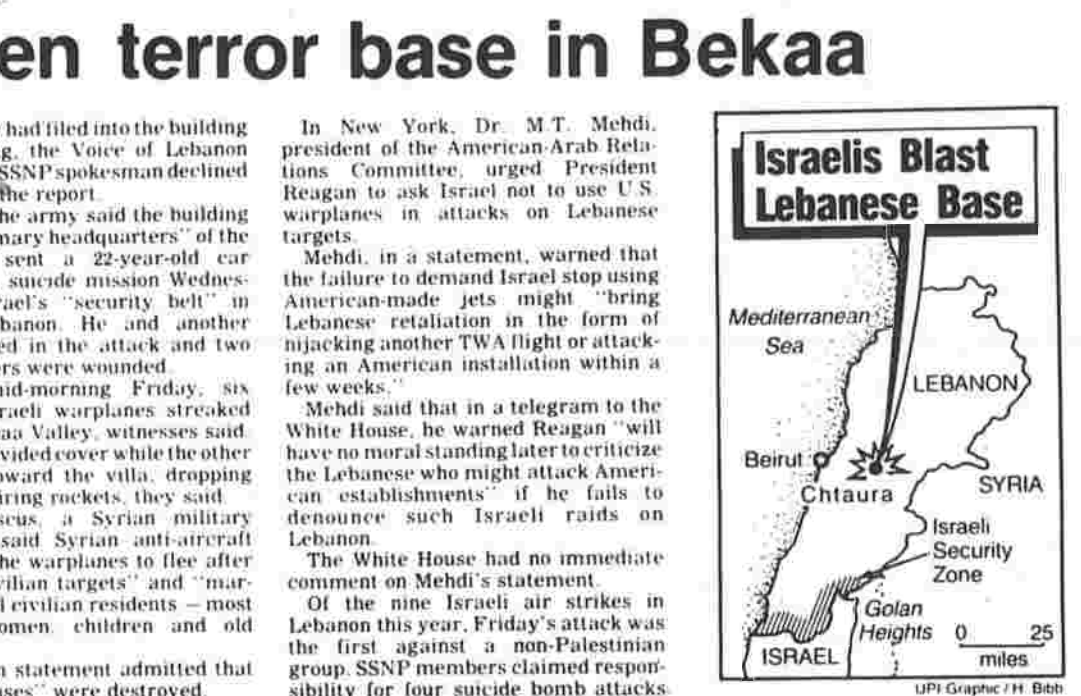 en terror base in Bekaa
had filed into the building
g, the Voice of Lebanon
SSNP spokesman declined
the report.
he army said the building
mary headquarters" of the
sent a 22-year-old car
suicide mission Wednes-
rael's "security belt" in
banon. He and another
ed in the attack and two
ers were wounded.
mid-morning Friday, six
raeli warplanes streaked
aa Valley, witnesses said.
vided cover while the other
oward the villa, dropping
iring rockets, they said.
scus, a Syrian military
said Syrian anti-aircraft
he warplanes to flee after
vilian targets" and "mar-
d civilian residents — most
omen, children and old
n statement admitted that
ases" were destroyed.
In New York, Dr. M.T. Mehdi,
president of the American-Arab Rela-
tions Committee, urged President
Reagan to ask Israel not to use U.S.
warplanes in attacks on Lebanese
targets.
Mehdi, in a statement, warned that
the failure to demand Israel stop using
American-made jets might "bring
Lebanese retaliation in the form of
hijacking another TWA flight or attack-
ing an American installation within a
few weeks."
Mehdi said that in a telegram to the
White House, he warned Reagan "will
have no moral standing later to criticize
the Lebanese who might attack Ameri-
can establishments" if he fails to
denounce such Israeli raids on
Lebanon.
The White House had no immediate
comment on Mehdi's statement.
Of the nine Israeli air strikes in
Lebanon this year, Friday's attack was
the first against a non-Palestinian
group. SSNP members claimed respon-
sibility for four suicide bomb attacks
Israelis Blast
Lebanese Base
Mediterranean
Sea
LEBANON
Beirut
Chtaura
SYRIA
Israeli
Security
Zone
Golan
Heights
0 25
miles
ISRAEL
UPI Graphic / H. Bibb